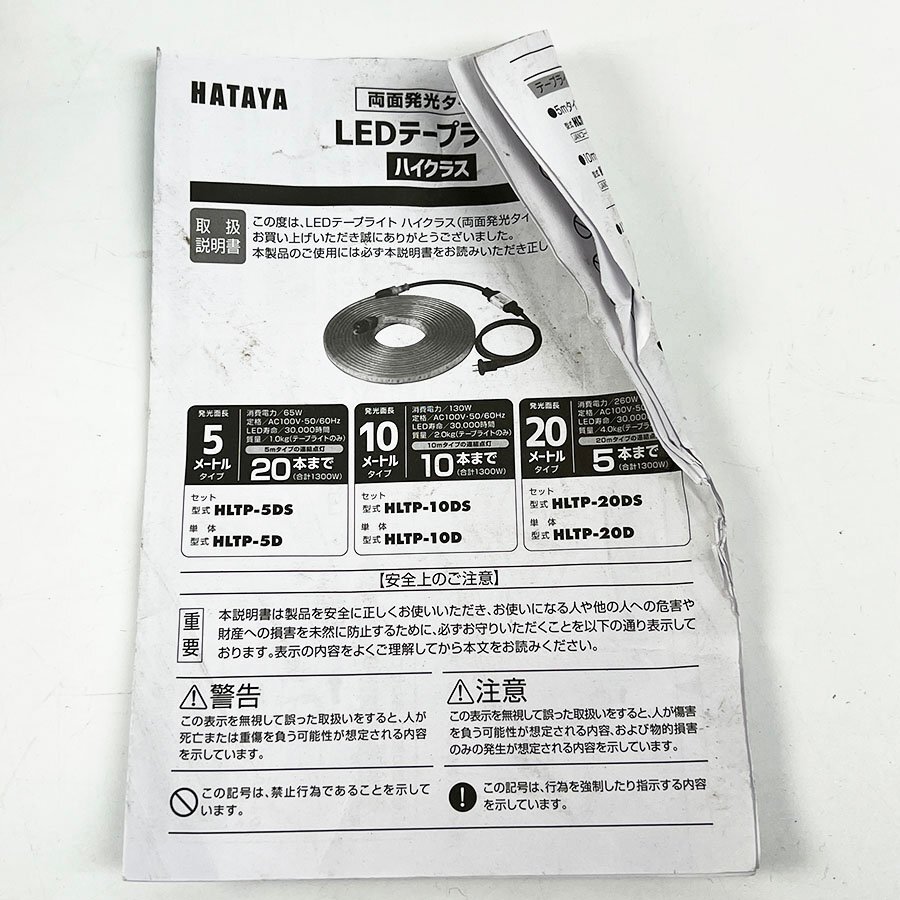 HATAYA
両面発光タ
LEDテープラ
ハイクラス
取扱
説明書
この度は、LEDテープライト ハイクラス(両面発光タイ
お買い上げいただき誠にありがとうございました。
本製品のご使用には必ず本説明書をお読みいただき正し
発光面長
5
メートル
タイプ
消費電力/65W
定格/AC100V・50/60Hz
LED寿命/30,000時間
質量/1.0kg(テープライトのみ)
5mタイプの連結点灯
20本まで
(合計1300W)
セット
型式 HLTP-5DS
単体
型式 HLTP-5D
発光面長
10
メートル
タイプ
消費電力/130W
定格/AC100V・50/60Hz
LED寿命/30,000時間
質量/2.0kg(テープライトのみ)
10mタイプの連結点灯
10本まで
(合計1300W)
セット
型式 HLTP-10DS
単体
型式 HLTP-10D
発光面長
20
メートル
タイプ
消費電力/260W
定格/AC100V・50
LED寿命/30,00
質量/4.0kg(テープラ
20mタイプの連結点
5本まで
(合計1300W)
セット
型式 HLTP-20DS
単体
型式 HLTP-20D
【安全上のご注意】
重要
本説明書は製品を安全に正しくお使いいただき、お使いになる人や他の人への危害や
財産への損害を未然に防止するために、必ずお守りいただくことを以下の通り表示して
おります。表示の内容をよくご理解してから本文をお読みください。
警告
この表示を無視して誤った取扱いをすると、人が
死亡または重傷を負う可能性が想定される内容
を示しています。
注意
この表示を無視して誤った取扱いをすると、人が傷害
を負う可能性が想定される内容、および物的損害
のみの発生が想定される内容を示しています。
この記号は、禁止行為であることを示して
います。
この記号は、行為を強制したり指示する内容
を示しています。
テープライ
●5mタイ
型式 HLT
●10m
型式